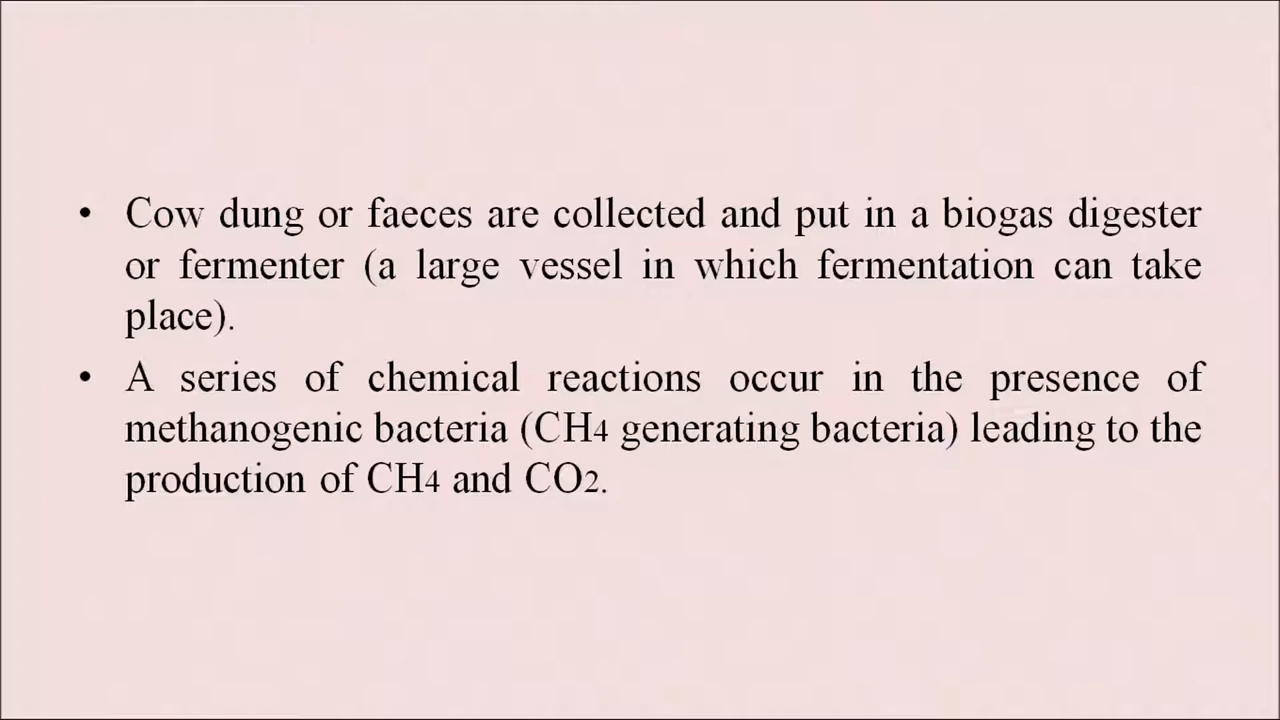 • Cow dung or faeces are collected and put in a biogas digester
or fermenter (a large vessel in which fermentation can take
place).
• A series of chemical reactions occur in the presence of
methanogenic bacteria (CH4 generating bacteria) leading to the
production of CH4 and CO2.